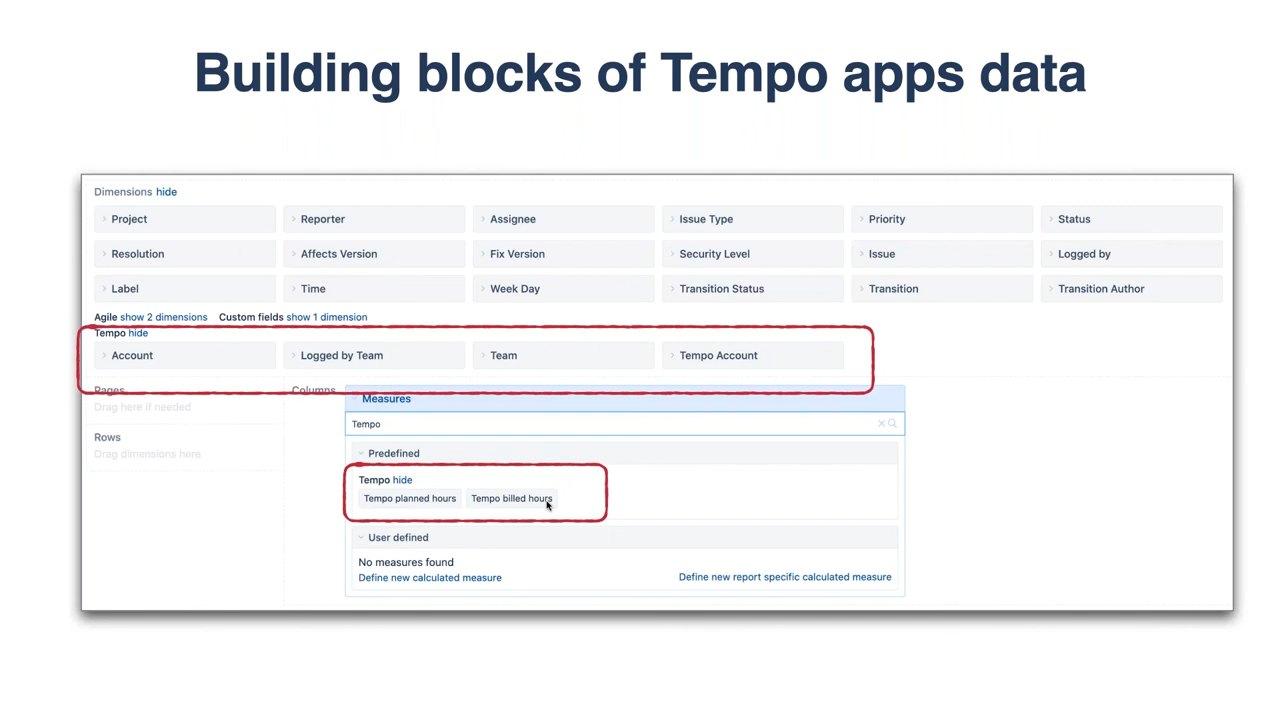 Building blocks of Tempo apps data
Dimensions hide
Project Reporter Assignee Issue Type Priority Status
Resolution Affects Version Fix Version Security Level Issue Logged by
Label Time Week Day Transition Status Transition Transition Author
Agile show 2 dimensions Custom fields show 1 dimension
Tempo hide
Account Logged by Team Team Tempo Account
Pages Columns
Measures
Drag here if needed
Tempo
Rows
Drag dimensions here
Predefined
Tempo hide
Tempo planned hours Tempo billed hours
User defined
No measures found
Define new calculated measure Define new report specific calculated measure